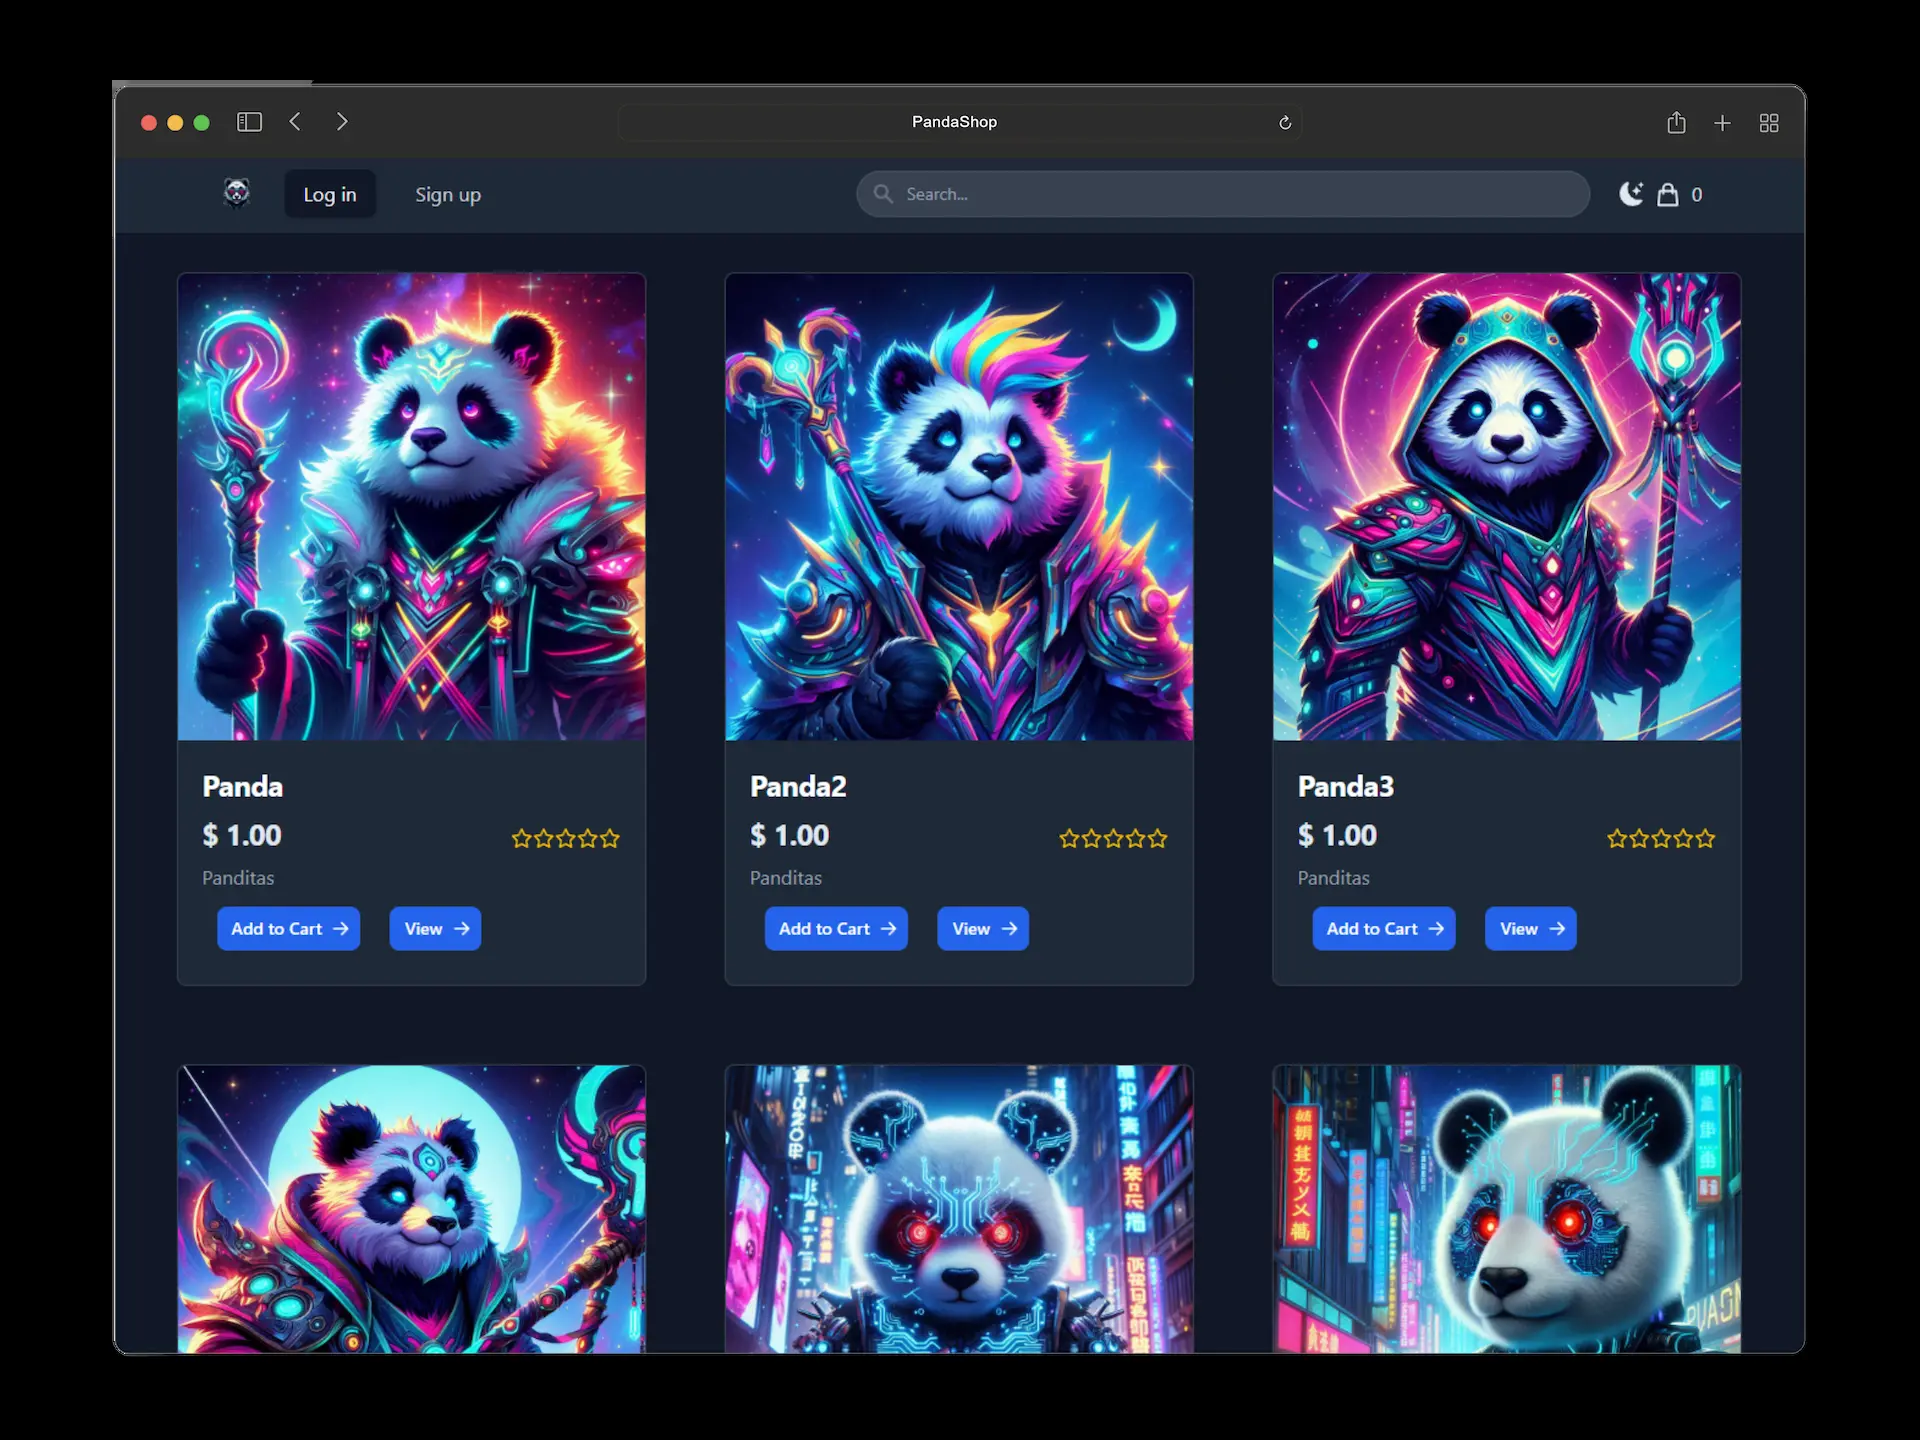 PandaShop
Log in
Sign up
Search...
0
Panda
$ 1.00
Panditas
Add to Cart
View
Panda2
$ 1.00
Panditas
Add to Cart
View
Panda3
$ 1.00
Panditas
Add to Cart
View